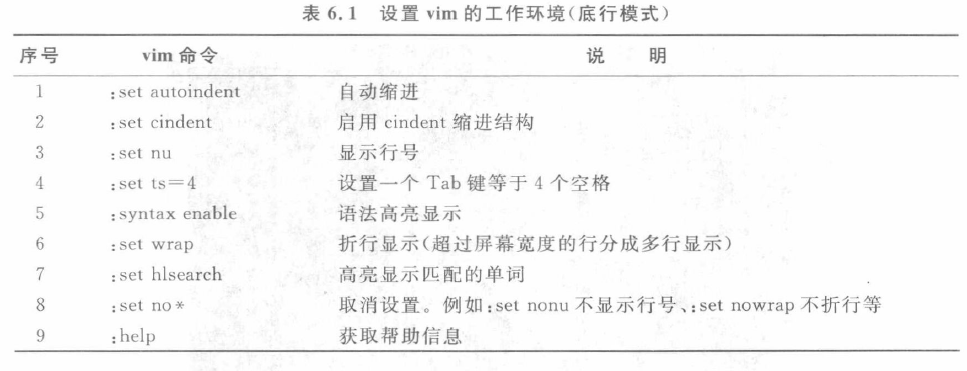 表 6.1 设置 vim 的工作环境(底行模式)
序号 vim 命令 说 明
1 :set autoindent 自动缩进
2 :set cindent 启用 cindent 缩进结构
3 :set nu 显示行号
4 :set ts=4 设置一个 Tab 键等于 4 个空格
5 :syntax enable 语法高亮显示
6 :set wrap 折行显示(超过屏幕宽度的行分成多行显示)
7 :set hlsearch 高亮显示匹配的单词
8 :set no* 取消设置。例如:set nonu 不显示行号、:set nowrap 不折行等
9 :help 获取帮助信息